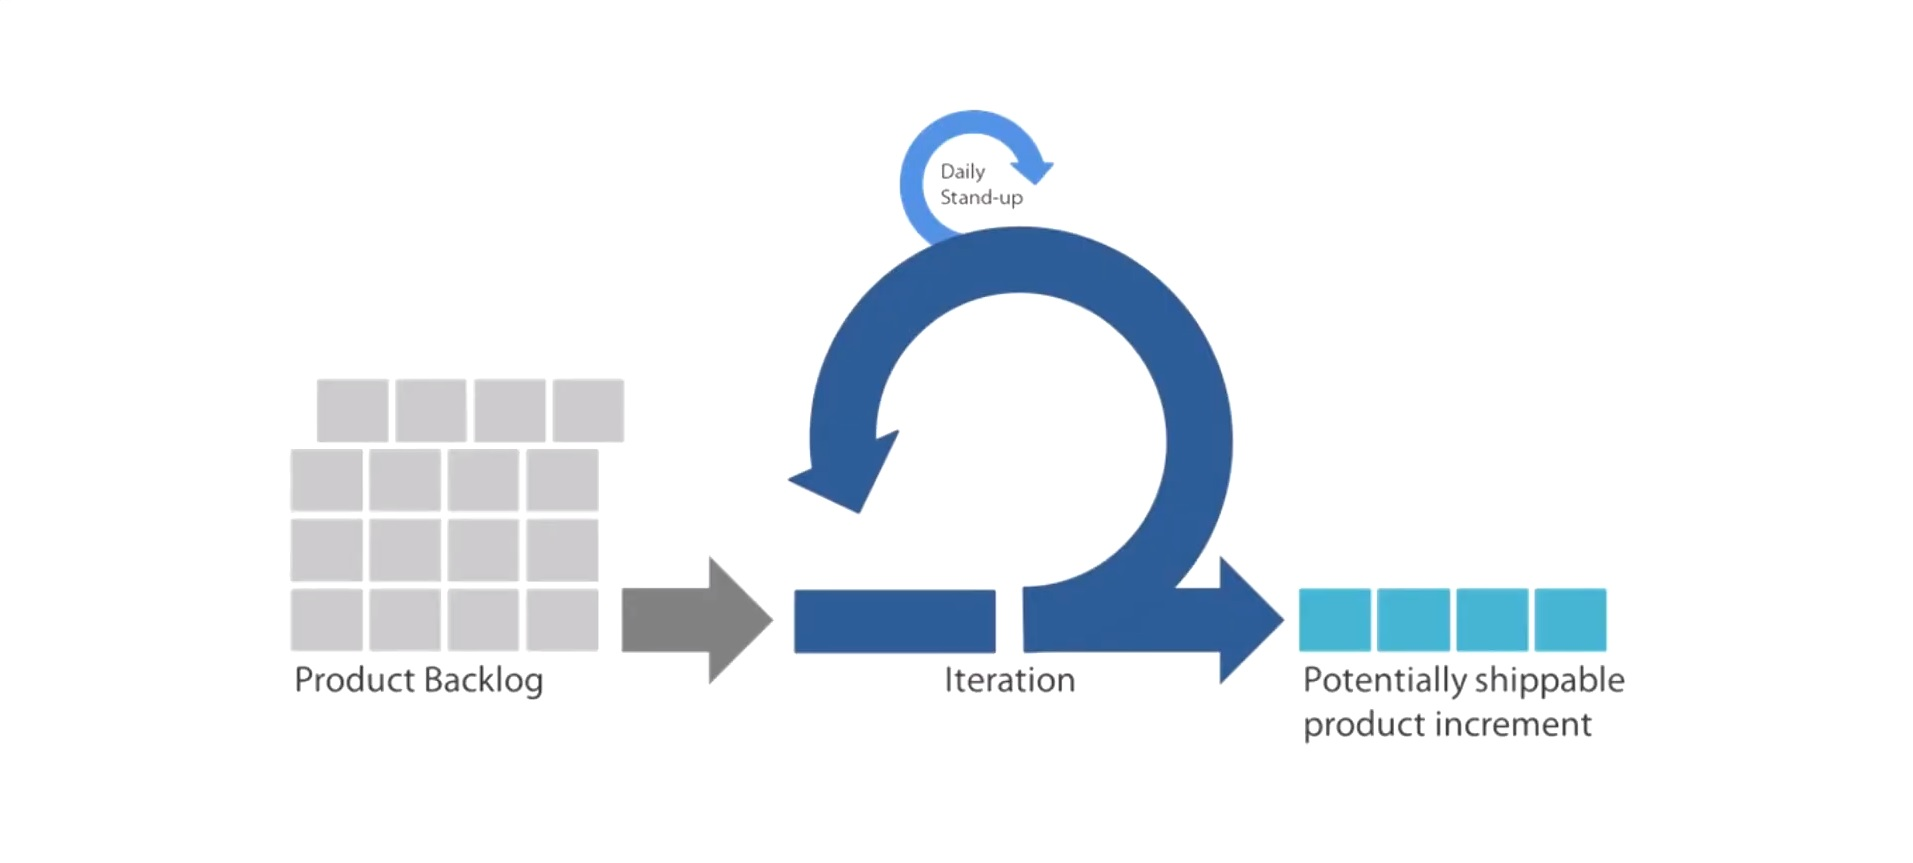 Daily
Stand-up
Product Backlog
Iteration
Potentially shippable
product increment